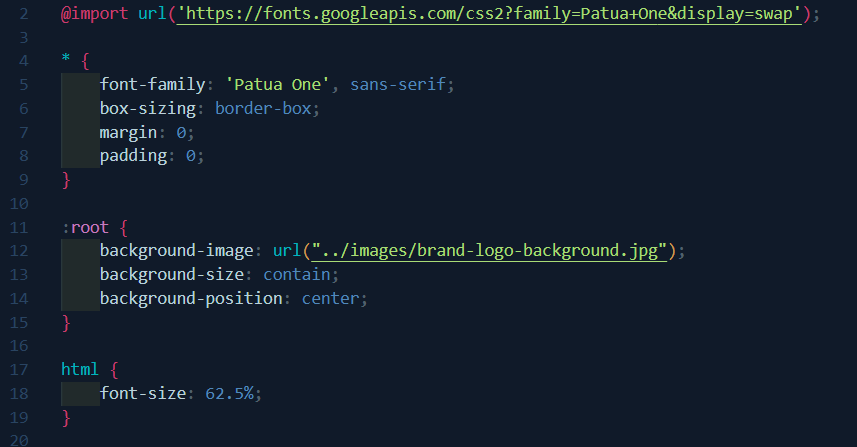 2 @import url('https://fonts.googleapis.com/css2?family=Patua+One&display=swap');
3
4 * {
5 font-family: 'Patua One', sans-serif;
6 box-sizing: border-box;
7 margin: 0;
8 padding: 0;
9 }
10
11 :root {
12 background-image: url("../images/brand-logo-background.jpg");
13 background-size: contain;
14 background-position: center;
15 }
16
17 html {
18 font-size: 62.5%;
19 }
20